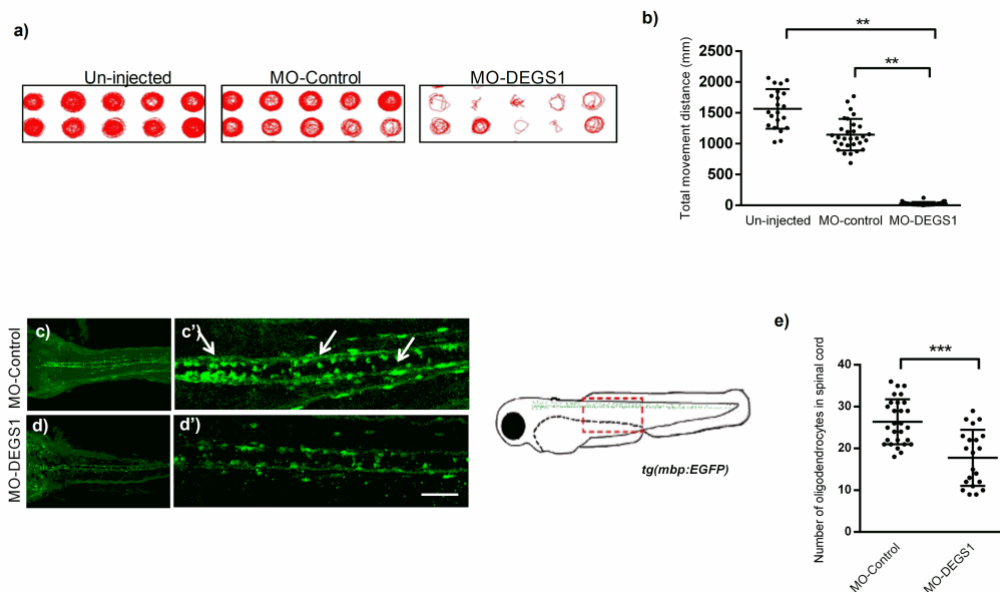 a)
Un-injected MO-Control MO-DEGS1
b)
**
**
Total movement distance (mm)
2500
2000
1500
1000
500
0
Un-injected MO-control MO-DEGS1
MO-Control
c)
c')
MO-DEGS1
d)
d')
tg(mbp:EGFP)
e)
***
Number of oligodendrocytes in spinal cord
40
30
20
10
0
MO-Control
MO-DEGS1